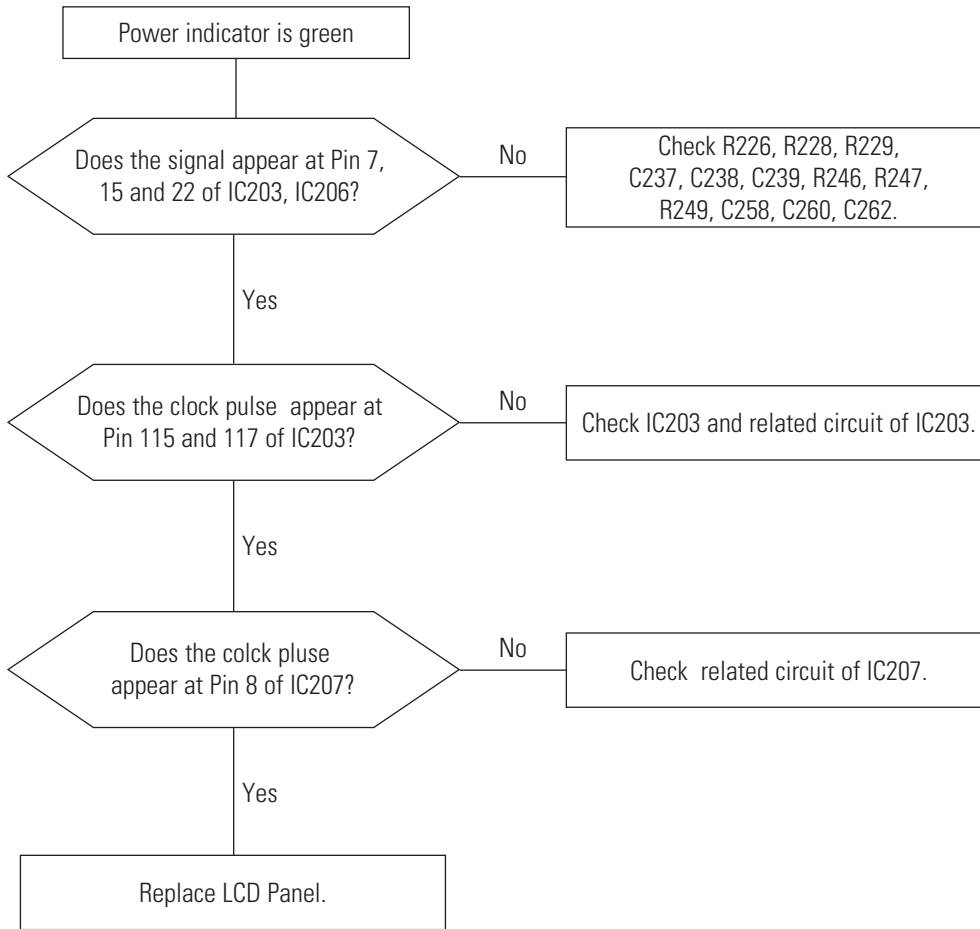 Power indicator is green
Does the signal appear at Pin 7,
15 and 22 of IC203, IC206?
No
Check R226, R228, R229,
C237, C238, C239, R246, R247,
R249, C258, C260, C262.
Yes
Does the clock pulse appear at
Pin 115 and 117 of IC203?
No
Check IC203 and related circuit of IC203.
Yes
Does the colck pluse
appear at Pin 8 of IC207?
No
Check related circuit of IC207.
Yes
Replace LCD Panel.